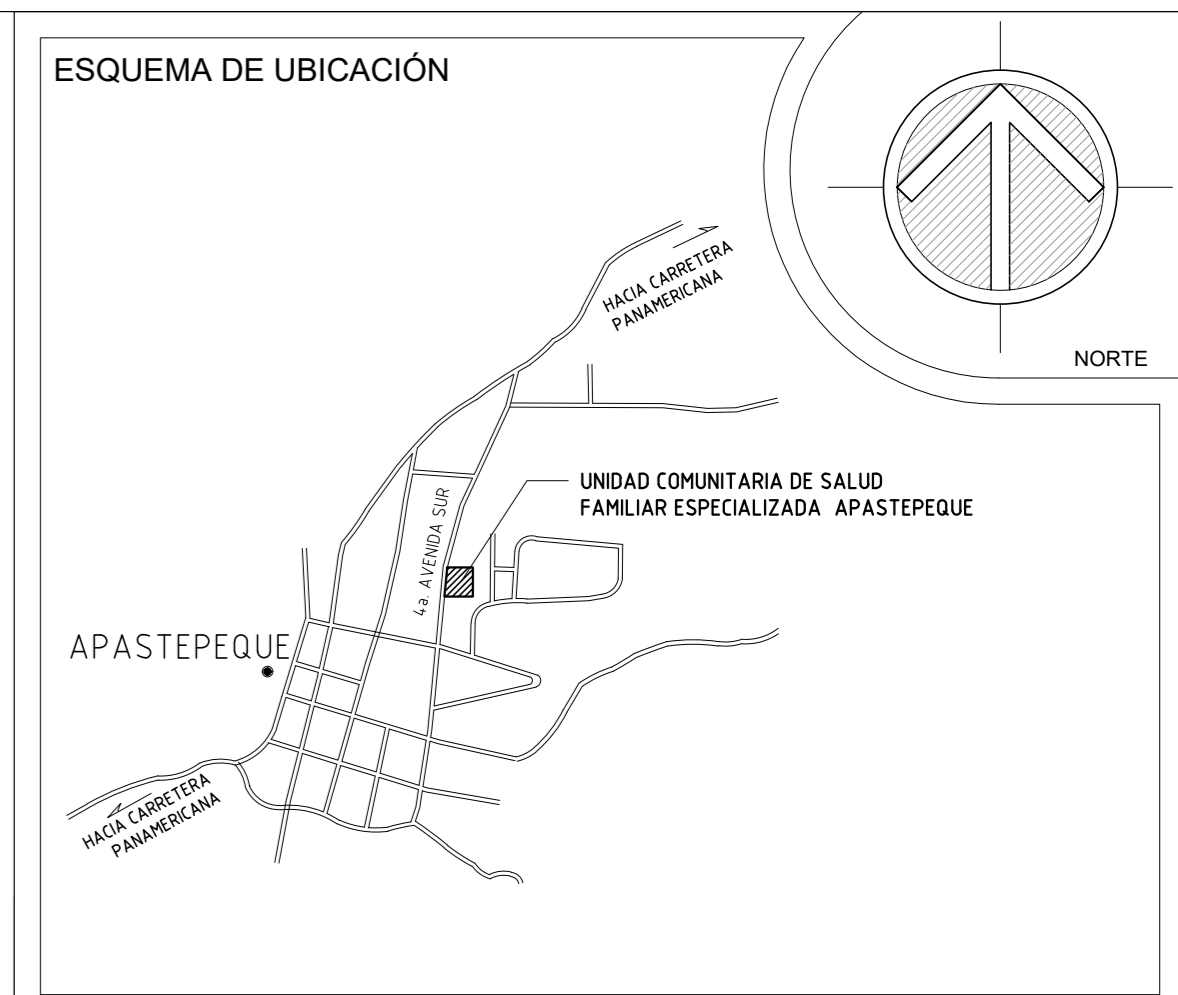 ESQUEMA DE UBICACIÓN
NORTE
HACIA CARRETERA
PANAMERICANA
UNIDAD COMUNITARIA DE SALUD
FAMILIAR ESPECIALIZADA APASTEPEQUE
4a. AVENIDA SUR
APASTEPEQUE
HACIA CARRETERA
PANAMERICANA